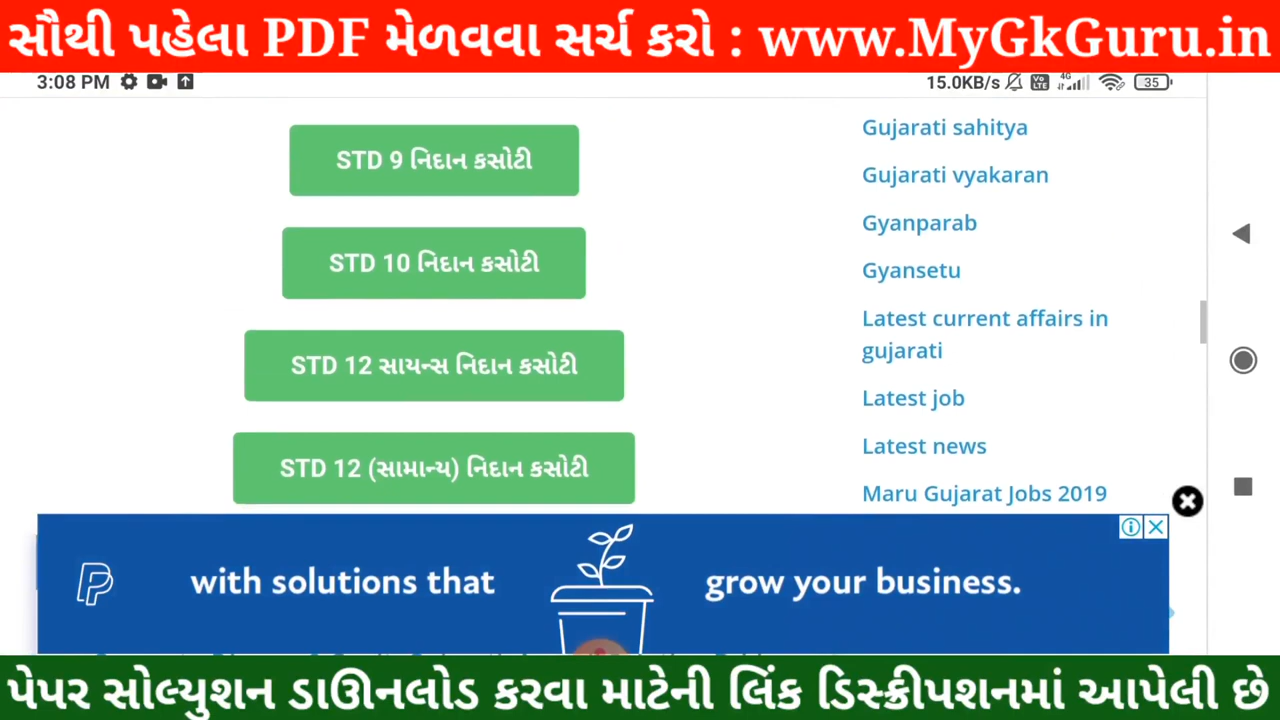 સૌથી પહેલા PDF મેળવવા સર્ચ કરો : www.MyGkGuru.in
3:08 PM
15.0KB/s Vo LTE 4G 35
STD 9 નિદાન કસોટી
STD 10 નિદાન કસોટી
STD 12 સાયન્સ નિદાન કસોટી
STD 12 (સામાન્ય) નિદાન કસોટી
Gujarati sahitya
Gujarati vyakaran
Gyanparab
Gyansetu
Latest current affairs in
gujarati
Latest job
Latest news
Maru Gujarat Jobs 2019
with solutions that
grow your business.
પેપર સોલ્યુશન ડાઊનલોડ કરવા માટેની લિંક ડિસ્ક્રીપશનમાં આપેલી છે